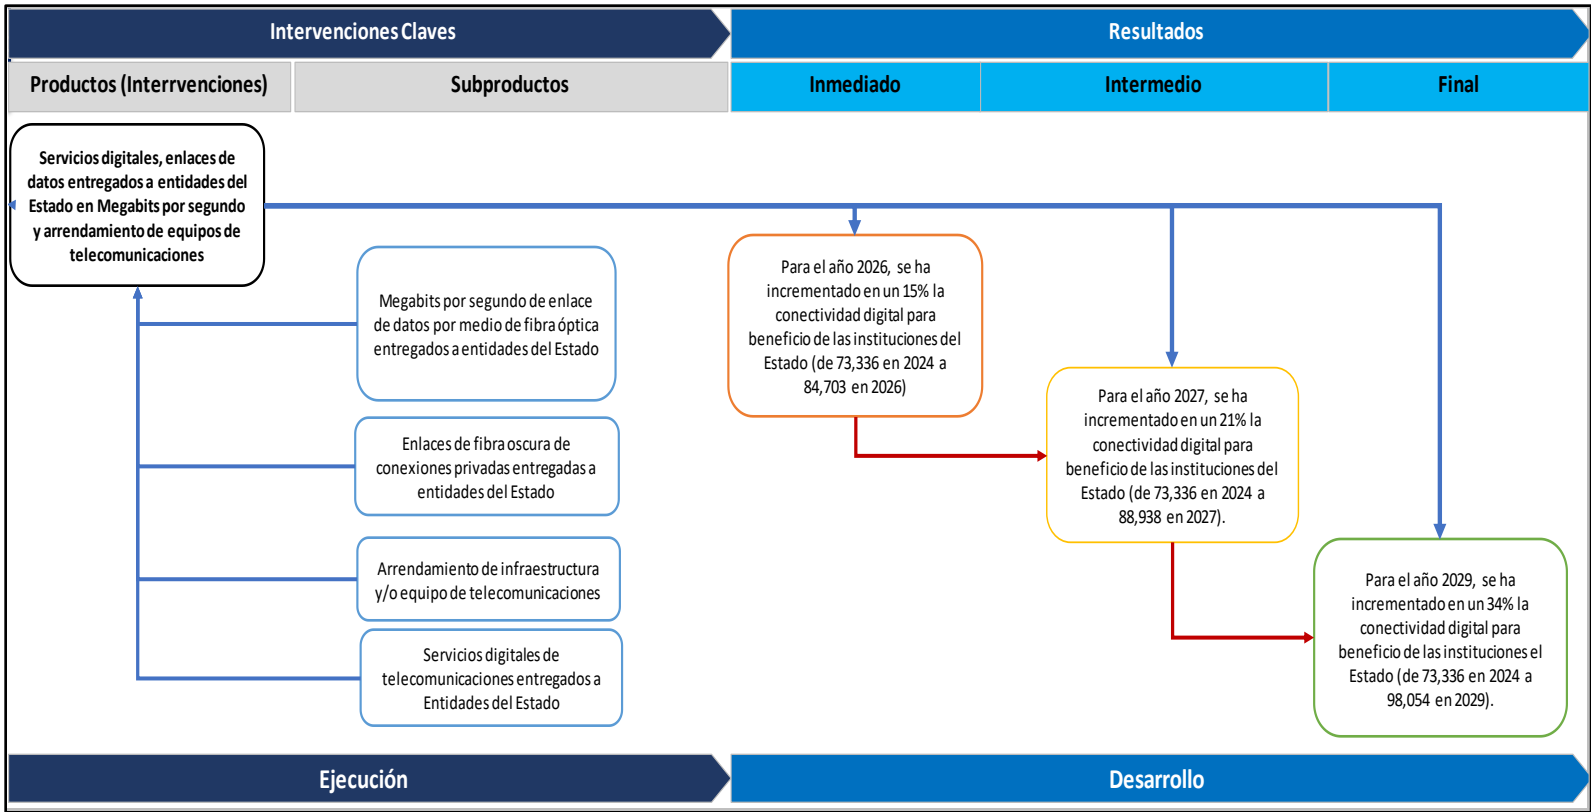 Intervenciones Claves
Resultados
Productos (Interrvenciones)
Subproductos
Inmediado
Intermedio
Final
Servicios digitales, enlaces de
datos entregados a entidades del
Estado en Megabits por segundo
y arrendamiento de equipos de
telecomunicaciones
Megabits por segundo de enlace
de datos por medio de fibra óptica
entregados a entidades del Estado
Enlaces de fibra oscura de
conexiones privadas entregadas a
entidades del Estado
Arrendamiento de infraestructura
y/o equipo de telecomunicaciones
Servicios digitales de
telecomunicaciones entregados a
Entidades del Estado
Para el año 2026, se ha
incrementado en un 15% la
conectividad digital para
beneficio de las instituciones del
Estado (de 73,336 en 2024 a
84,703 en 2026)
Para el año 2027, se ha
incrementado en un 21% la
conectividad digital para
beneficio de las instituciones del
Estado (de 73,336 en 2024 a
88,938 en 2027).
Para el año 2029, se ha
incrementado en un 34% la
conectividad digital para
beneficio de las instituciones el
Estado (de 73,336 en 2024 a
98,054 en 2029).
Ejecución
Desarrollo